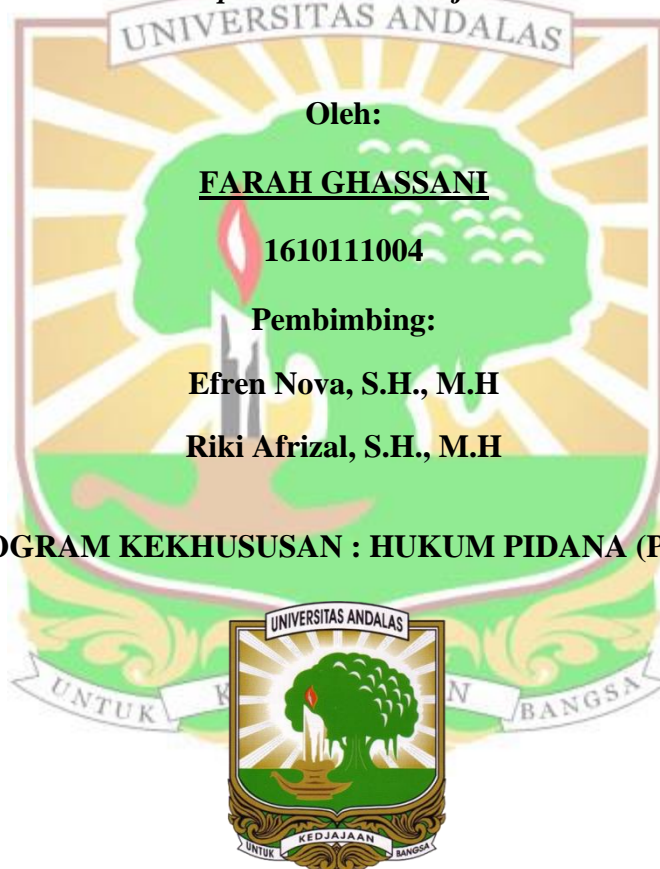 UNIVERSITAS ANDALAS
Oleh:
FARAH GHASSANI
1610111004
Pembimbing:
Efren Nova, S.H., M.H
Riki Afrizal, S.H., M.H
OGRAM KEKHUSUSAN : HUKUM PIDANA (P
UNIVERSITAS ANDALAS
UNTUK K N BANGSA
UNTUK KEDJAJAAN BANGSA